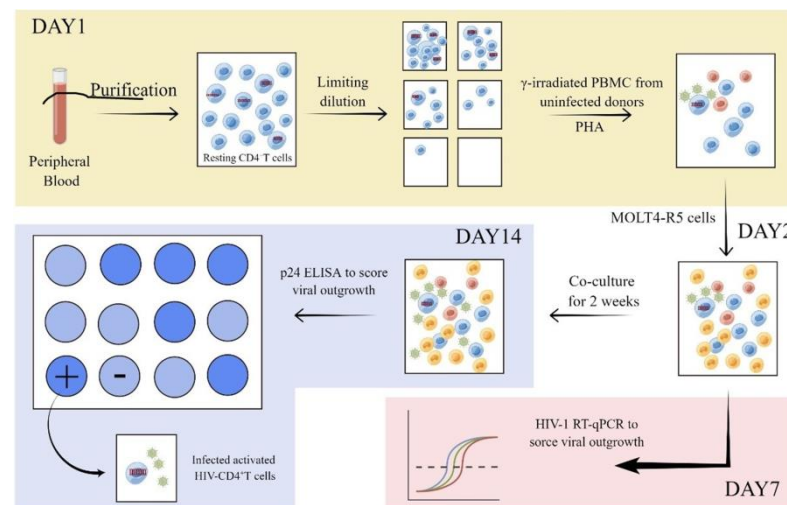 DAY1
Purification
Peripheral
Blood
Resting CD4⁺T cells
Limiting
dilution
γ-irradiated PBMC from
uninfected donors
PHA
MOLT4-R5 cells
DAY2
Co-culture
for 2 weeks
DAY14
p24 ELISA to score
viral outgrowth
+
-
Infected activated
HIV-CD4⁺T cells
HIV-1 RT-qPCR to
sorce viral outgrowth
DAY7